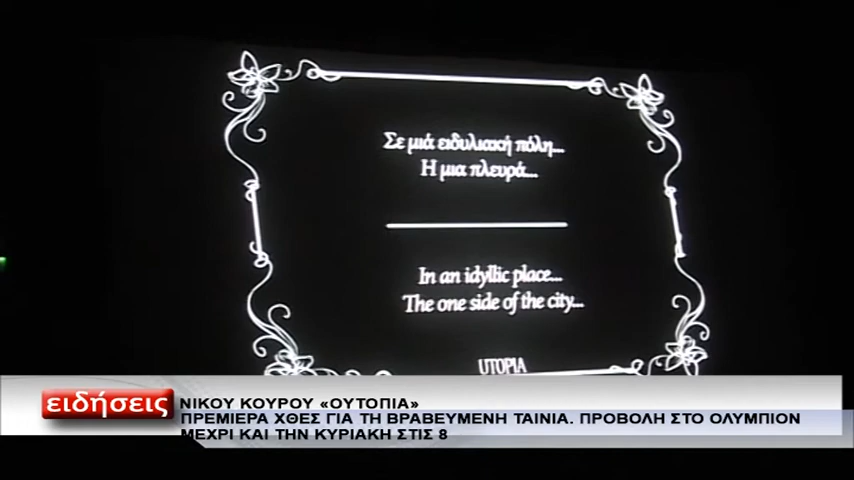 Σε μιά ειδυλιακή πόλη...
Η μια πλευρά...
In an idyllic place...
The one side of the city...
UTOPIA
ειδήσεις
ΝΙΚΟΥ ΚΟΥΡΟΥ «ΟΥΤΟΠΙΑ»
ΠΡΕΜΙΕΡΑ ΧΘΕΣ ΓΙΑ ΤΗ ΒΡΑΒΕΥΜΕΝΗ ΤΑΙΝΙΑ. ΠΡΟΒΟΛΗ ΣΤΟ ΟΛΥΜΠΙΟΝ
ΜΕΧΡΙ ΚΑΙ ΤΗΝ ΚΥΡΙΑΚΗ ΣΤΙΣ 8